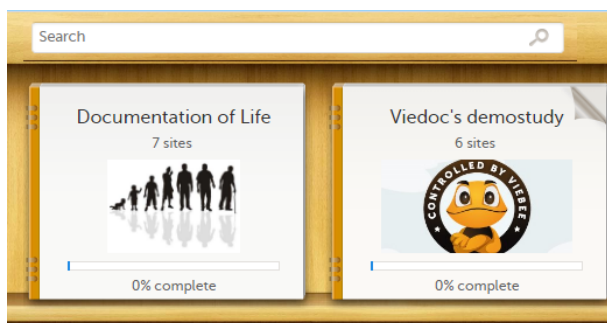 Search
Documentation of Life
7 sites
0% complete
Viedoc's demostudy
6 sites
CONTROLLED BY VIEBEE
0% complete